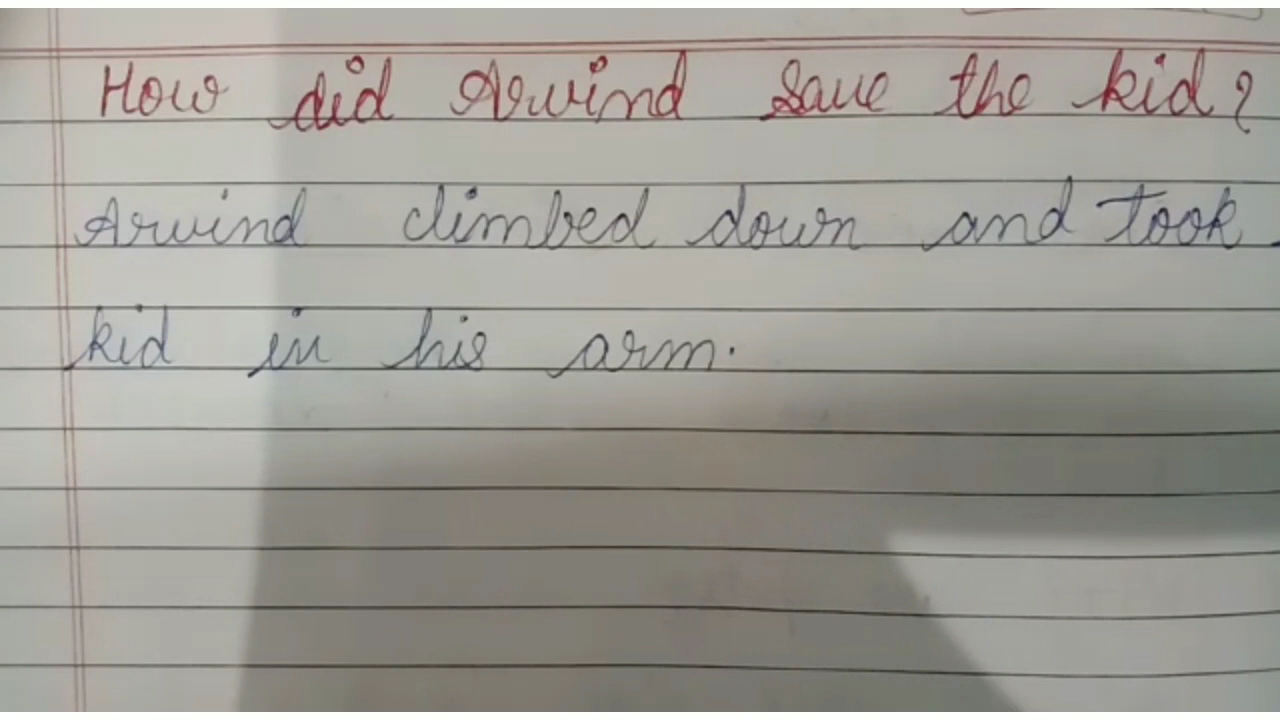 How did Arwind save the kid?
Arwind climbed down and took
kid in his arm.